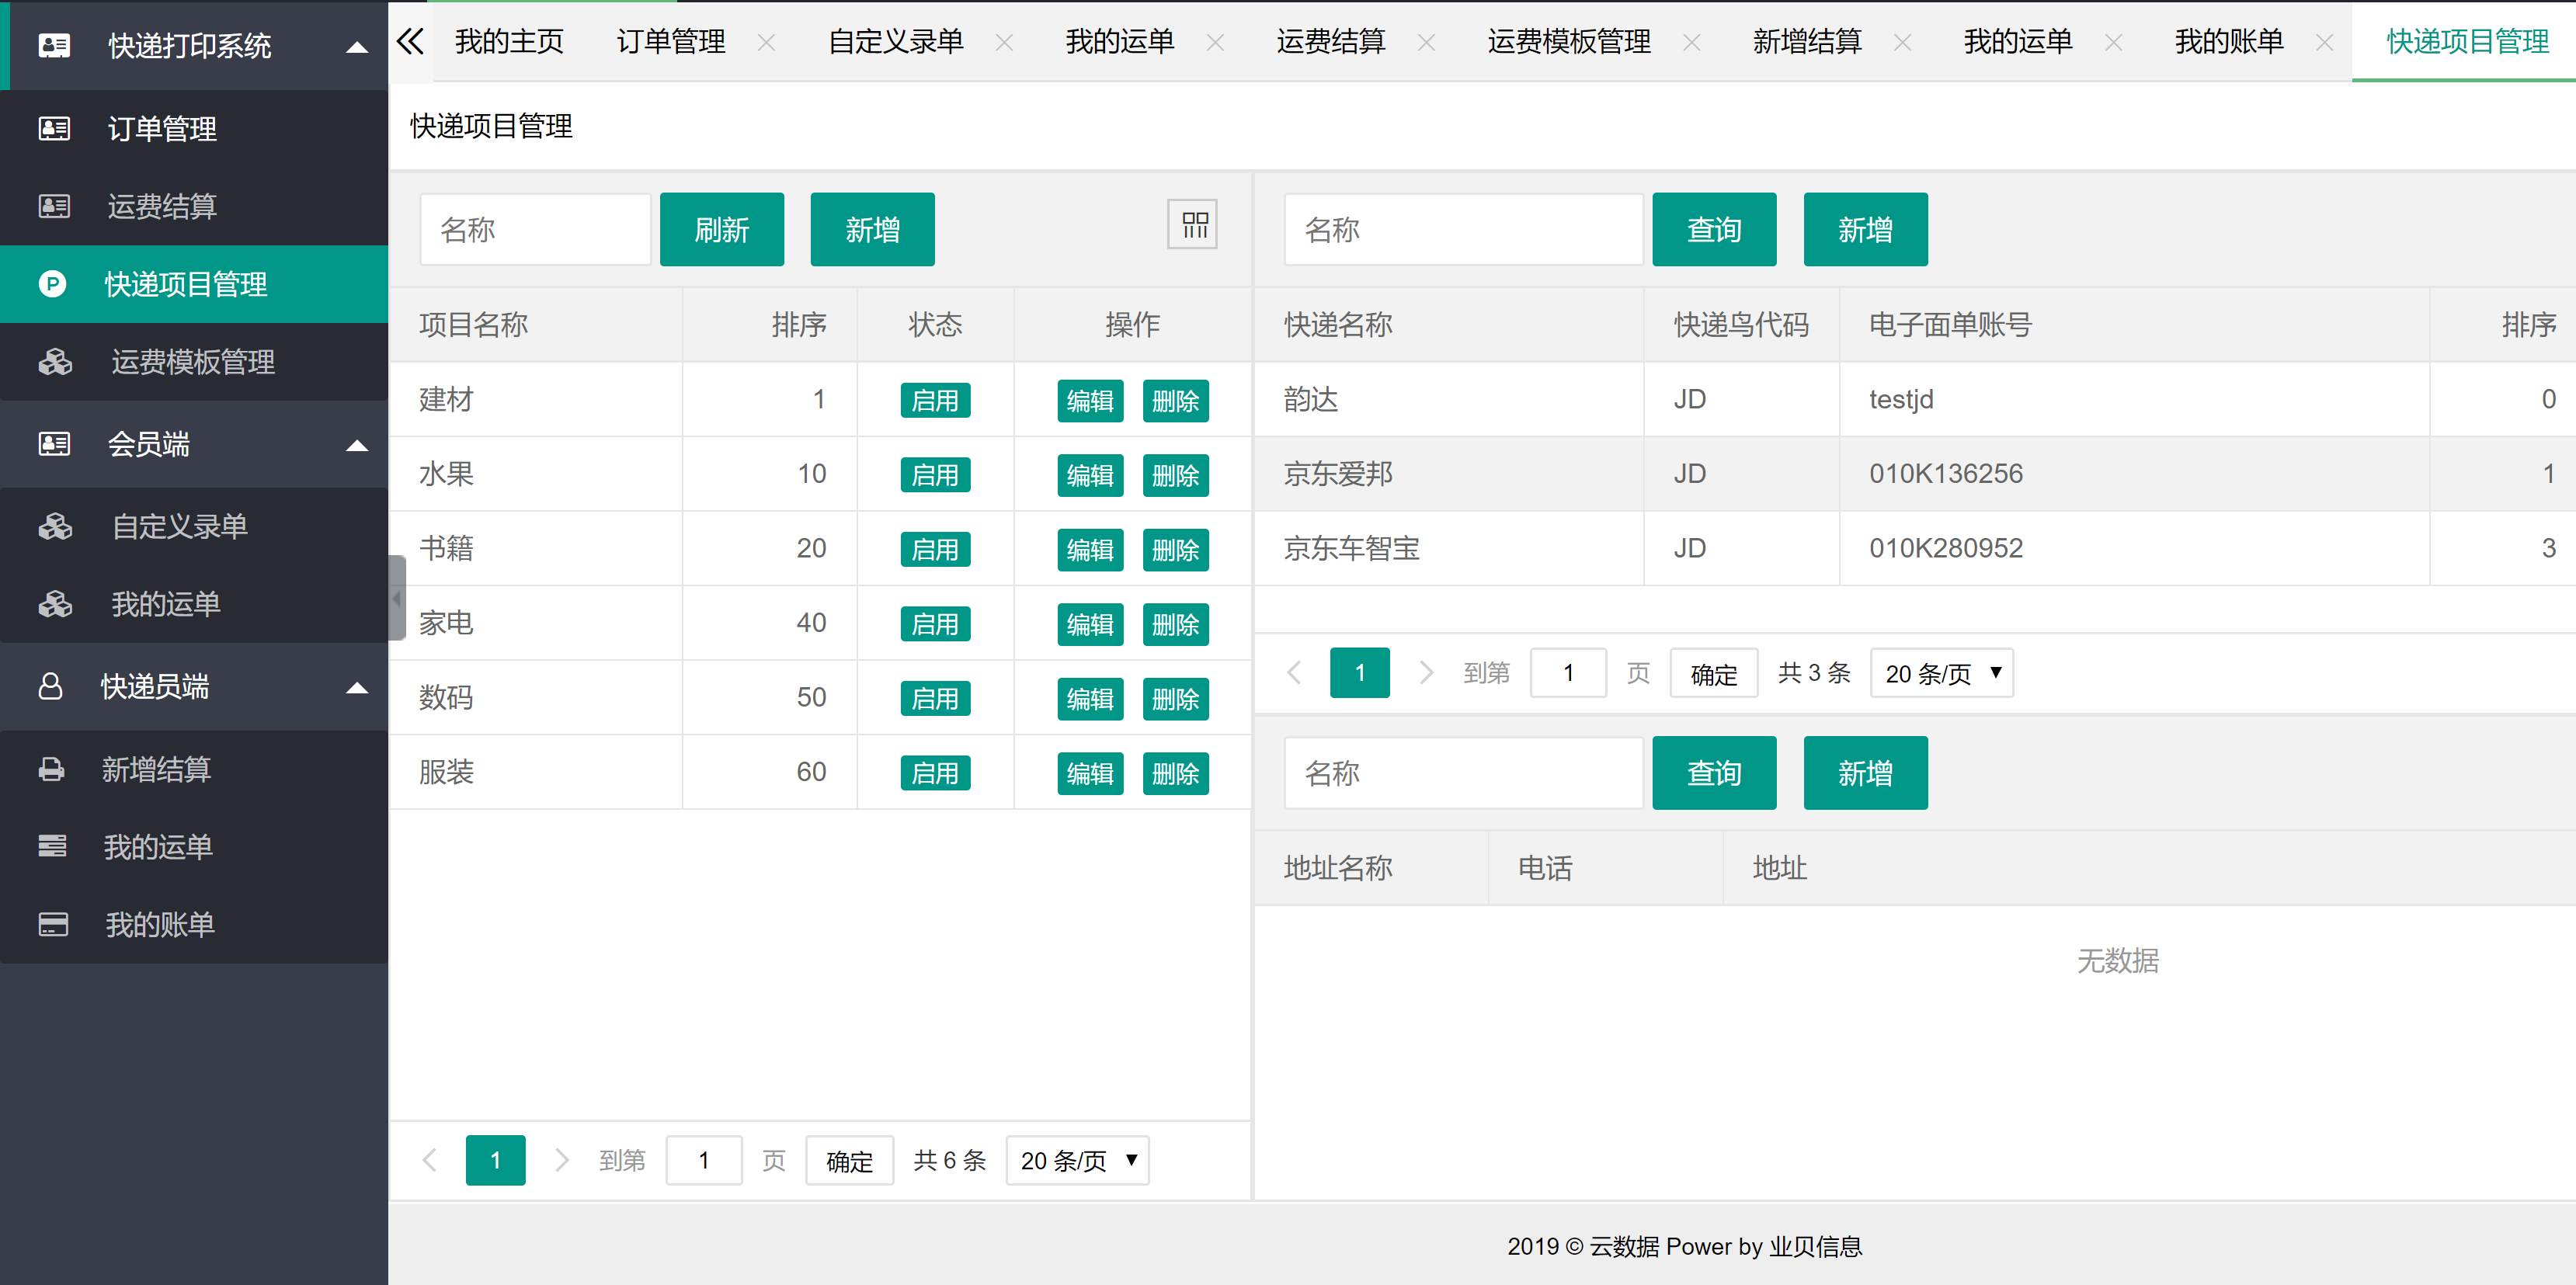 快递打印系统
订单管理
运费结算
快递项目管理
运费模板管理
会员端
自定义录单
我的运单
快递员端
新增结算
我的运单
我的账单
我的主页 订单管理 自定义录单 我的运单 运费结算 运费模板管理 新增结算 我的运单 我的账单 快递项目管理
快递项目管理
名称 刷新 新增
项目名称 排序 状态 操作
建材 1 启用 编辑 删除
水果 10 启用 编辑 删除
书籍 20 启用 编辑 删除
家电 40 启用 编辑 删除
数码 50 启用 编辑 删除
服装 60 启用 编辑 删除
1 到第 1 页 确定 共 6 条 20 条/页
名称 查询 新增
快递名称 快递鸟代码 电子面单账号 排序
韵达 JD testjd 0
京东爱邦 JD 010K136256 1
京东车智宝 JD 010K280952 3
1 到第 1 页 确定 共 3 条 20 条/页
名称 查询 新增
地址名称 电话 地址
无数据
2019 © 云数据 Power by 业贝信息